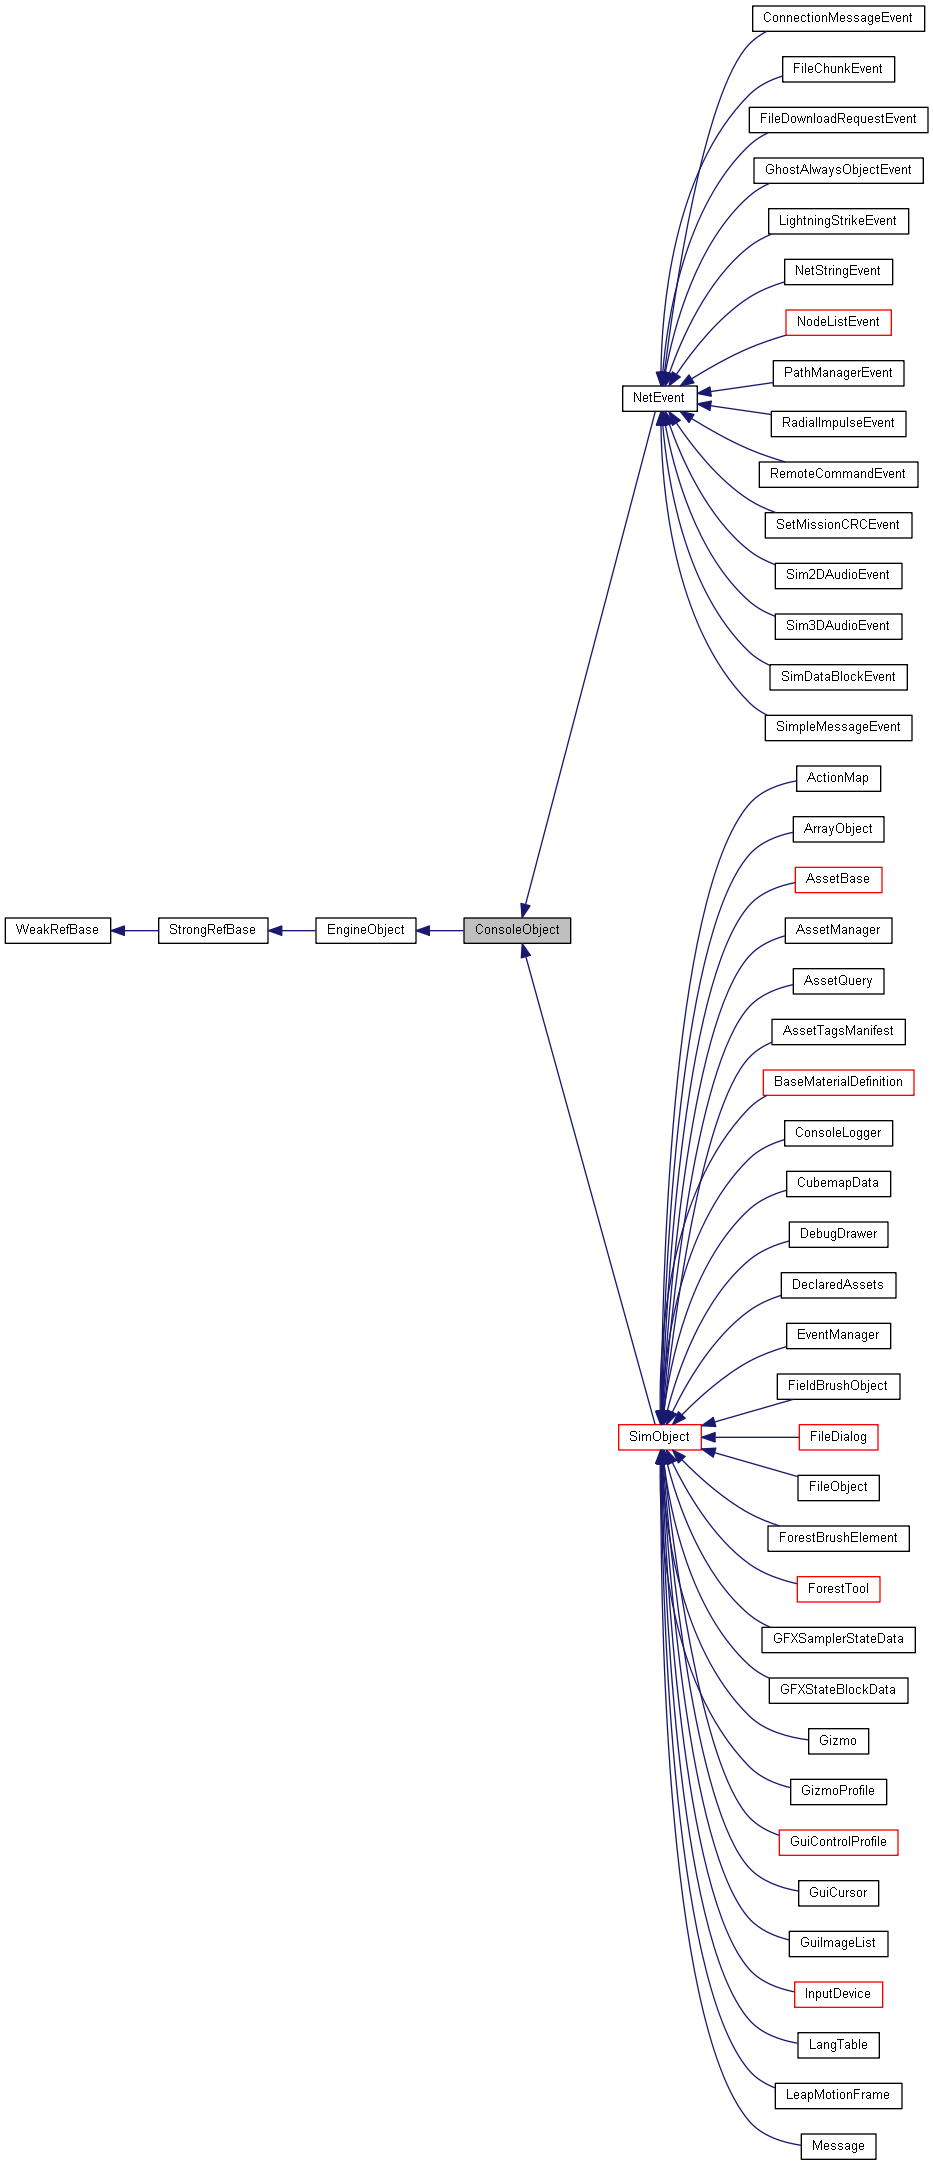 ConnectionMessageEvent
FileChunkEvent
FileDownloadRequestEvent
GhostAlwaysObjectEvent
LightningStrikeEvent
NetStringEvent
NodeListEvent
PathManagerEvent
NetEvent
RadialImpulseEvent
RemoteCommandEvent
SetMissionCRCEvent
Sim2DAudioEvent
Sim3DAudioEvent
SimDataBlockEvent
SimpleMessageEvent
ActionMap
ArrayObject
AssetBase
WeakRefBase
StrongRefBase
EngineObject
ConsoleObject
AssetManager
AssetQuery
AssetTagsManifest
BaseMaterialDefinition
ConsoleLogger
CubemapData
DebugDrawer
DeclaredAssets
EventManager
FieldBrushObject
SimObject
FileDialog
FileObject
ForestBrushElement
ForestTool
GFXSamplerStateData
GFXStateBlockData
Gizmo
GizmoProfile
GuiControlProfile
GuiCursor
GuiImageList
InputDevice
LangTable
LeapMotionFrame
Message